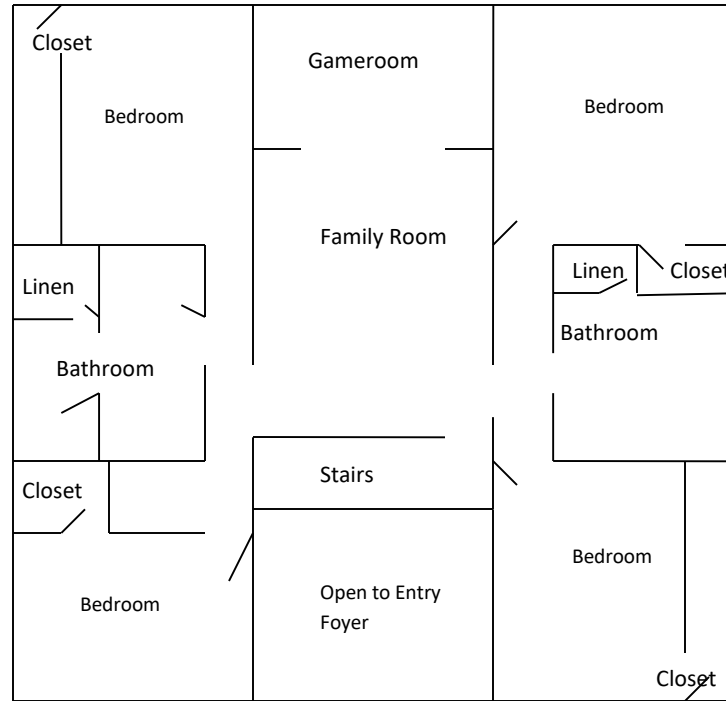 Closet
Gameroom
Bedroom
Bedroom
Family Room
Linen
Linen
Closet
Bathroom
Bathroom
Stairs
Closet
Bedroom
Bedroom
Open to Entry
Foyer
Closet